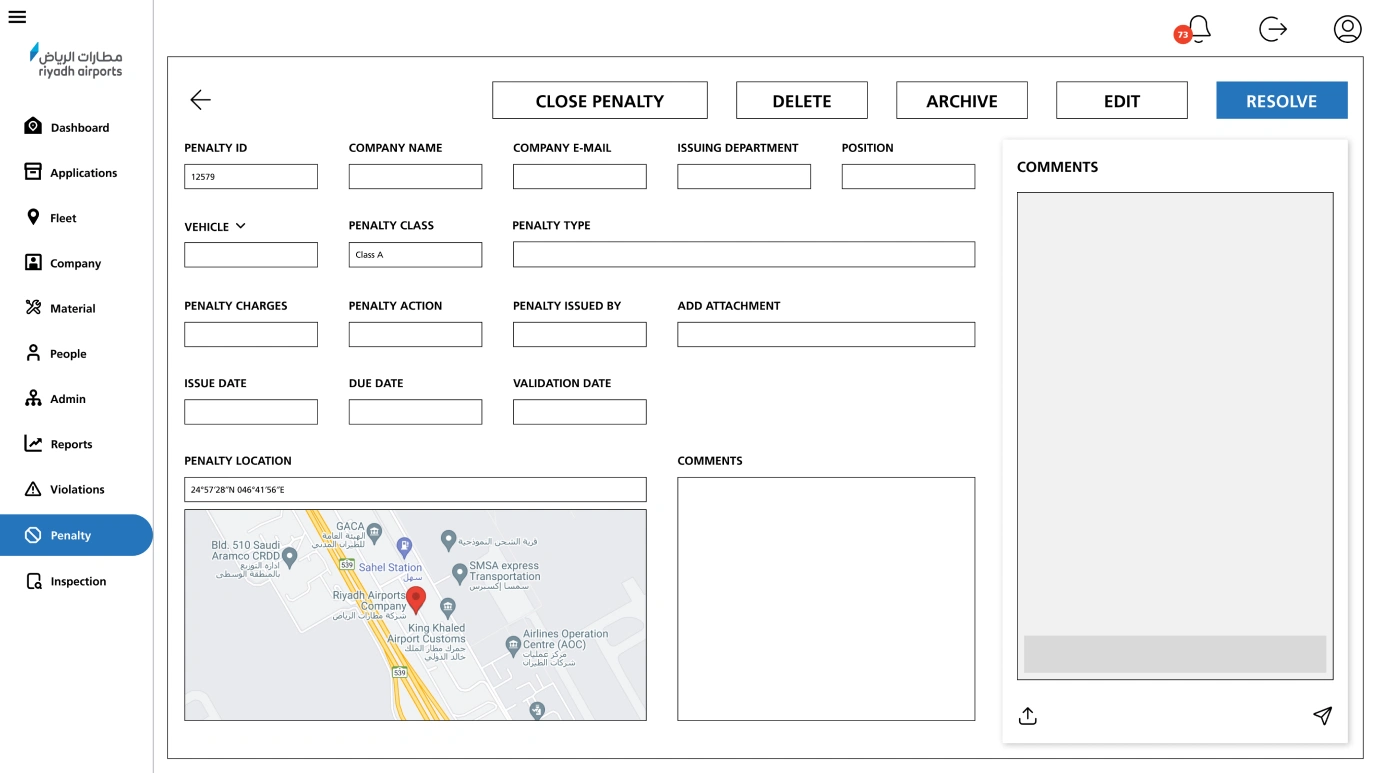 73
مطارات الرياض
riyadh airports
Dashboard
Applications
Fleet
Company
Material
People
Admin
Reports
Violations
Penalty
Inspection
CLOSE PENALTY
DELETE
ARCHIVE
EDIT
RESOLVE
PENALTY ID
COMPANY NAME
COMPANY E-MAIL
ISSUING DEPARTMENT
POSITION
12579
VEHICLE
PENALTY CLASS
PENALTY TYPE
Class A
PENALTY CHARGES
PENALTY ACTION
PENALTY ISSUED BY
ADD ATTACHMENT
ISSUE DATE
DUE DATE
VALIDATION DATE
PENALTY LOCATION
24°57'28"N 046°41'56"E
GACA
الهيئة العامة
للطيران المدني
Bld. 510 Saudi
Aramco CRDD
ادارة التوزيع
بالمنطقة الوسطى
539
Sahel Station
سهل
قرية الشحن النموذجية
SMSA express
Transportation
سمسا إكسبرس
Riyadh Airports
Company
شركة مطارات الرياض
King Khaled
Airport Customs
جمرك مطار الملك
خالد الدولي
Airlines Operation
Centre (AOC)
مركز عمليات
شركات الطيران
539
COMMENTS
COMMENTS